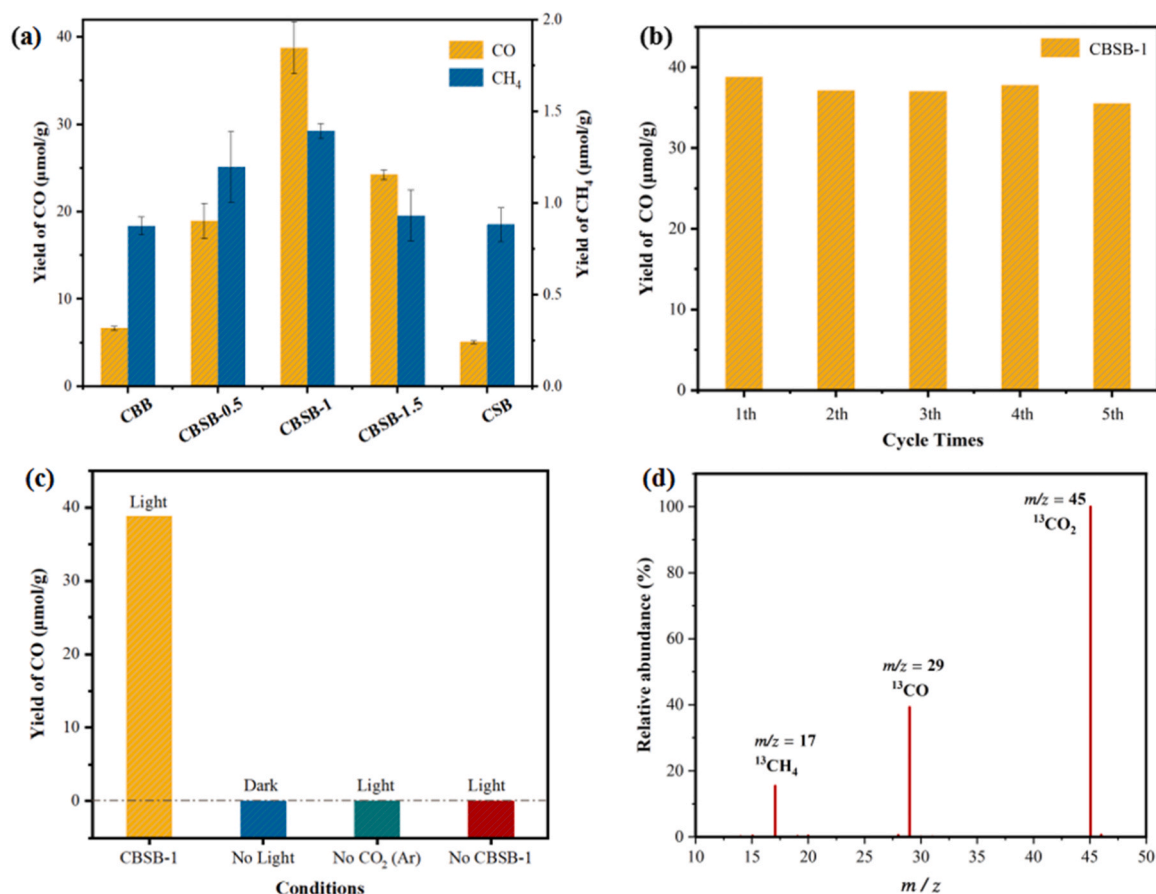 (a)
Yield of CO (μmol/g)
40
30
20
10
0
CO
CH₄
2.0
1.5
1.0
0.5
0.0
Yield of CH₄ (μmol/g)
CBB
CBSB-0.5
CBSB-1
CBSB-1.5
CSB
(b)
Yield of CO (μmol/g)
40
30
20
10
0
CBSB-1
1th 2th 3th 4th 5th
Cycle Times
(c)
Yield of CO (μmol/g)
40
30
20
10
0
Light
Dark
Light
Light
CBSB-1 No Light No CO₂ (Ar) No CBSB-1
Conditions
(d)
Relative abundance (%)
100
80
60
40
20
0
m/z = 45
¹³CO₂
m/z = 29
¹³CO
m/z = 17
¹³CH₄
10 20 30 40 50
m / z